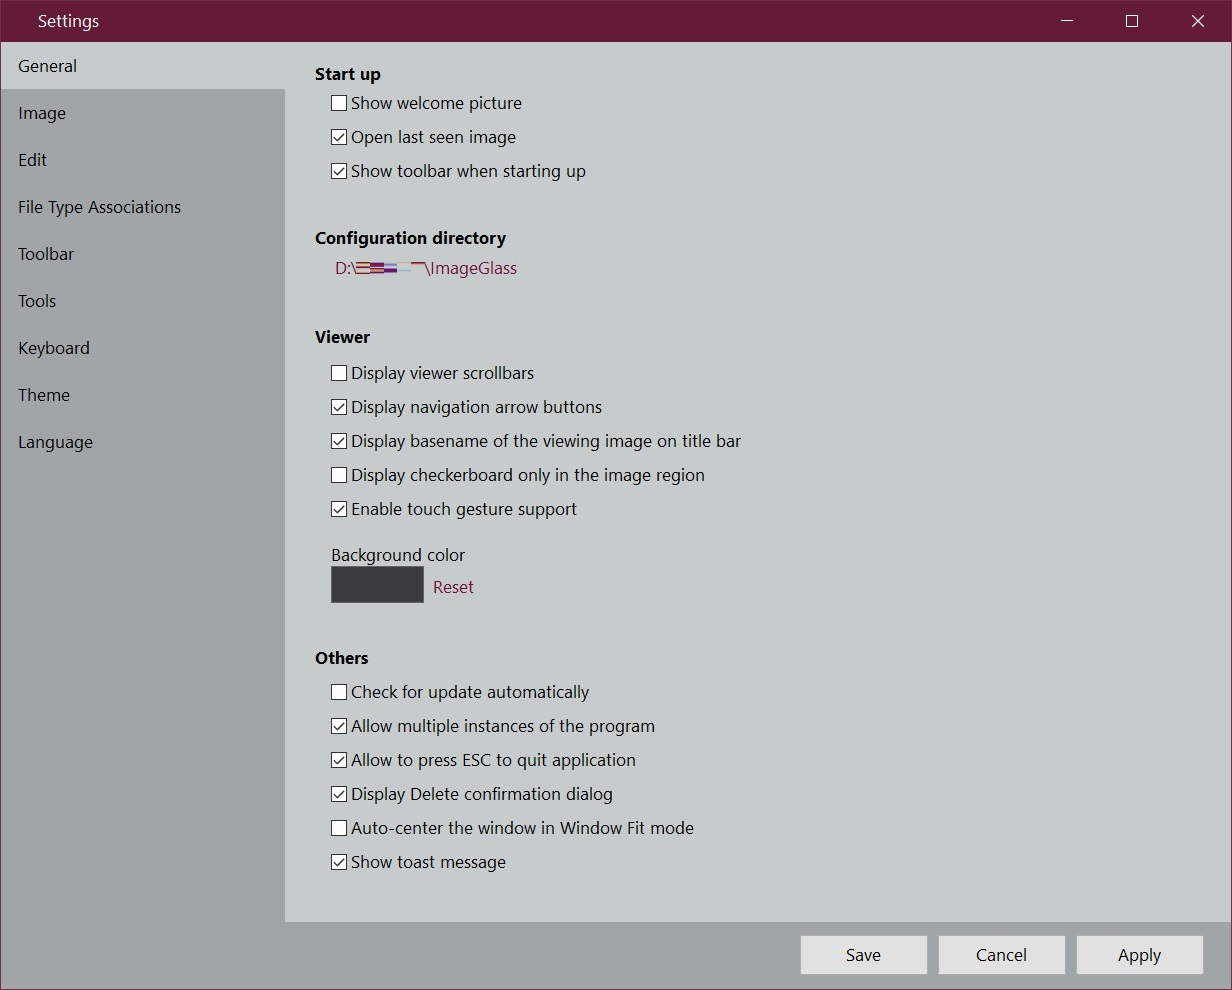 Settings
General
Image
Edit
File Type Associations
Toolbar
Tools
Keyboard
Theme
Language
Start up
Show welcome picture
Open last seen image
Show toolbar when starting up
Configuration directory
D:\ \ImageGlass
Viewer
Display viewer scrollbars
Display navigation arrow buttons
Display basename of the viewing image on title bar
Display checkerboard only in the image region
Enable touch gesture support
Background color
Reset
Others
Check for update automatically
Allow multiple instances of the program
Allow to press ESC to quit application
Display Delete confirmation dialog
Auto-center the window in Window Fit mode
Show toast message
Save Cancel Apply